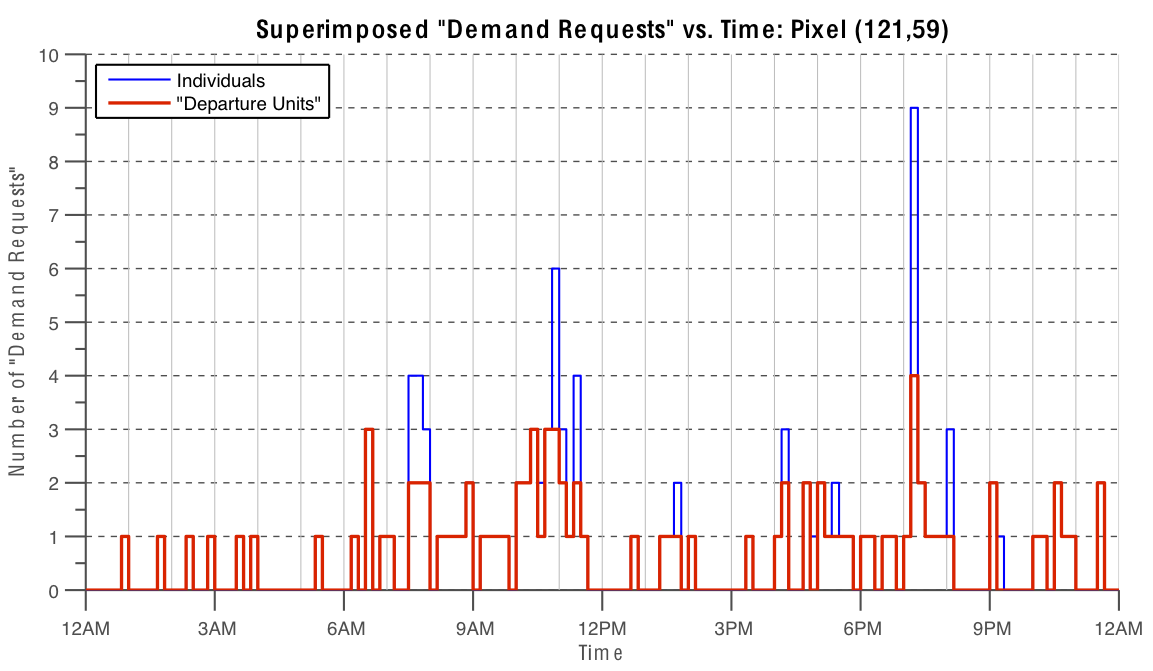 Superimposed "Demand Requests" vs. Time: Pixel (121,59)
Individuals
"Departure Units"
Number of "Demand Requests"
10
9
8
7
6
5
4
3
2
1
0
12AM 3AM 6AM 9AM 12PM 3PM 6PM 9PM 12AM
Time